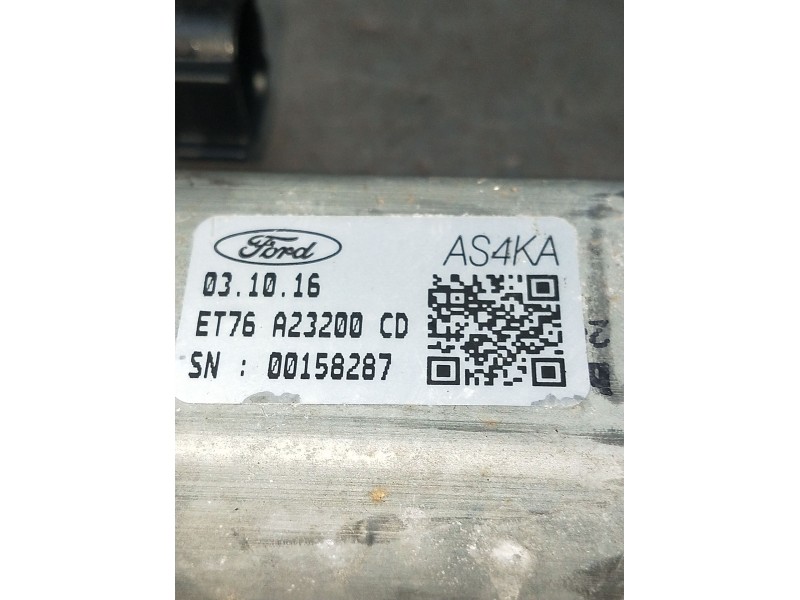 Ford AS4KA
03.10.16
ET76 A23200 CD
SN : 00158287